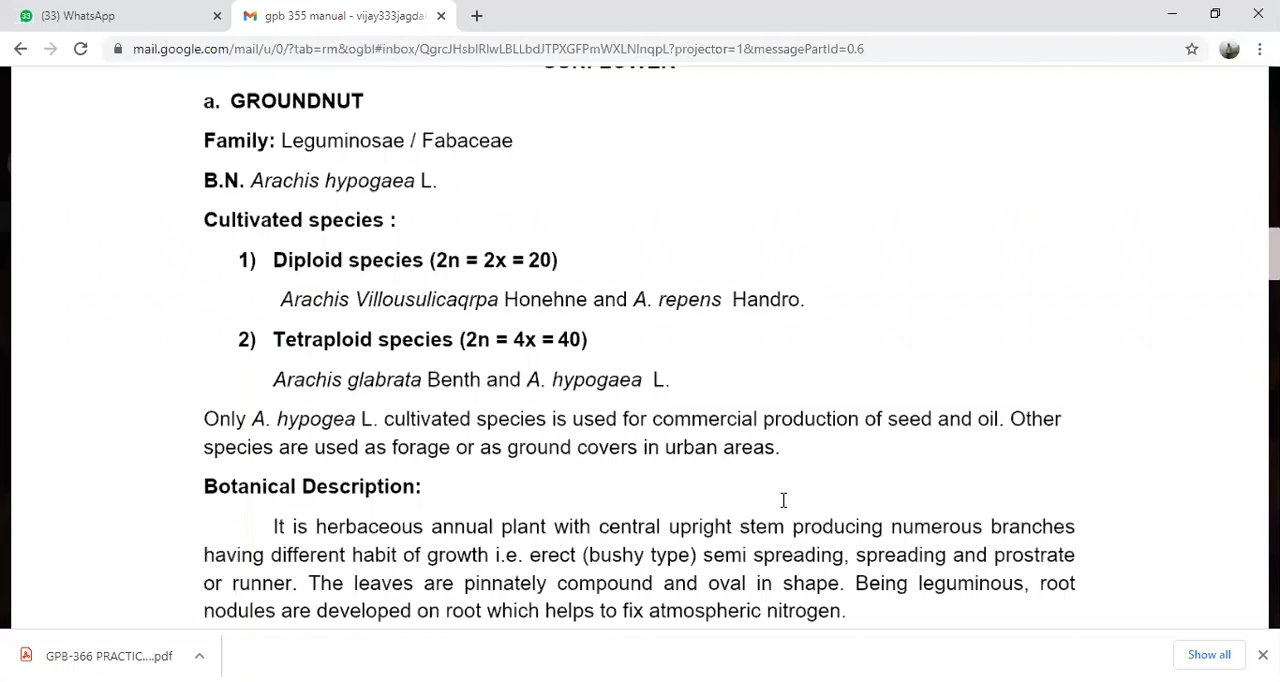 (33) WhatsApp
gpb 355 manual - vijay333jagdak
mail.google.com/mail/u/0/?tab=rm&ogbl#inbox/QgrcJHsblRlwLBLLbdJTPXGFPmWXLNlnqpL?projector=1&messagePartId=0.6
a. GROUNDNUT
Family: Leguminosae / Fabaceae
B.N. Arachis hypogaea L.
Cultivated species :
1) Diploid species (2n = 2x = 20)
Arachis Villousulicaqrpa Honehne and A. repens Handro.
2) Tetraploid species (2n = 4x = 40)
Arachis glabrata Benth and A. hypogaea L.
Only A. hypogea L. cultivated species is used for commercial production of seed and oil. Other
species are used as forage or as ground covers in urban areas.
Botanical Description:
It is herbaceous annual plant with central upright stem producing numerous branches
having different habit of growth i.e. erect (bushy type) semi spreading, spreading and prostrate
or runner. The leaves are pinnately compound and oval in shape. Being leguminous, root
nodules are developed on root which helps to fix atmospheric nitrogen.
GPB-366 PRACTIC....pdf
Show all